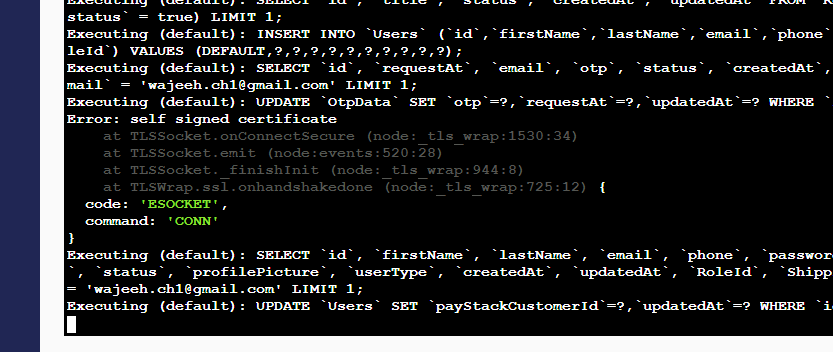 Executing (default): SELECT `id`, `title`, `status`, `createdAt`, `updatedAt` FROM
status` = true) LIMIT 1;
Executing (default): INSERT INTO `Users` (`id`,`firstName`,`lastName`,`email`,`phone`
leId`) VALUES (DEFAULT,?,?,?,?,?,?,?,?,?,?);
Executing (default): SELECT `id`, `requestAt`, `email`, `otp`, `status`, `createdAt`,
mail` = 'wajeeh.ch1@gmail.com' LIMIT 1;
Executing (default): UPDATE `OtpData` SET `otp`=?,`requestAt`=?,`updatedAt`=? WHERE `
Error: self signed certificate
at TLSSocket.onConnectSecure (node:_tls_wrap:1530:34)
at TLSSocket.emit (node:events:520:28)
at TLSSocket._finishInit (node:_tls_wrap:944:8)
at TLSWrap.ssl.onhandshakedone (node:_tls_wrap:725:12) {
code: 'ESOCKET',
command: 'CONN'
}
Executing (default): SELECT `id`, `firstName`, `lastName`, `email`, `phone`, `passwor
`, `status`, `profilePicture`, `userType`, `createdAt`, `updatedAt`, `RoleId`, `Shipp
= 'wajeeh.ch1@gmail.com' LIMIT 1;
Executing (default): UPDATE `Users` SET `payStackCustomerId`=?,`updatedAt`=? WHERE `i